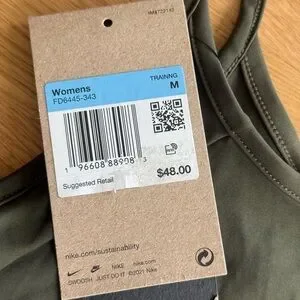 Womens
FD6445-343
TRAINNG
M
1 96608 88908 3
Suggested Retail
$48.00
nike.com/sustainability
NIKE nike.com
SWOOSH JUST DO IT ©2021 Nike